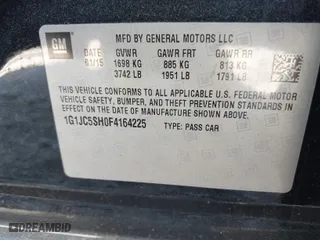 GM
MFD BY GENERAL MOTORS LLC
DATE GVWR GAWR FRT GAWR RR
01/15 1699 KG 885 KG 813 KG
3742 LB 1951 LB 1791 LB
THIS VEHICLE CONFORMS TO ALL APPLICABLE U.S. FEDERAL MOTOR
VEHICLE SAFETY, BUMPER, AND THEFT PREVENTION STANDARDS IN
EFFECT ON THE DATE OF MANUFACTURE SHOWN ABOVE.
1G1JC5SH0F4164225 TYPE: PASS CAR
DREAMBID